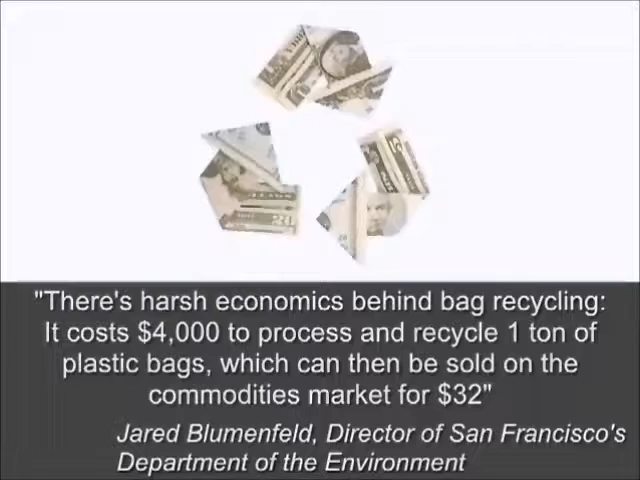 "There's harsh economics behind bag recycling:
It costs $4,000 to process and recycle 1 ton of
plastic bags, which can then be sold on the
commodities market for $32"
Jared Blumenfeld, Director of San Francisco's
Department of the Environment